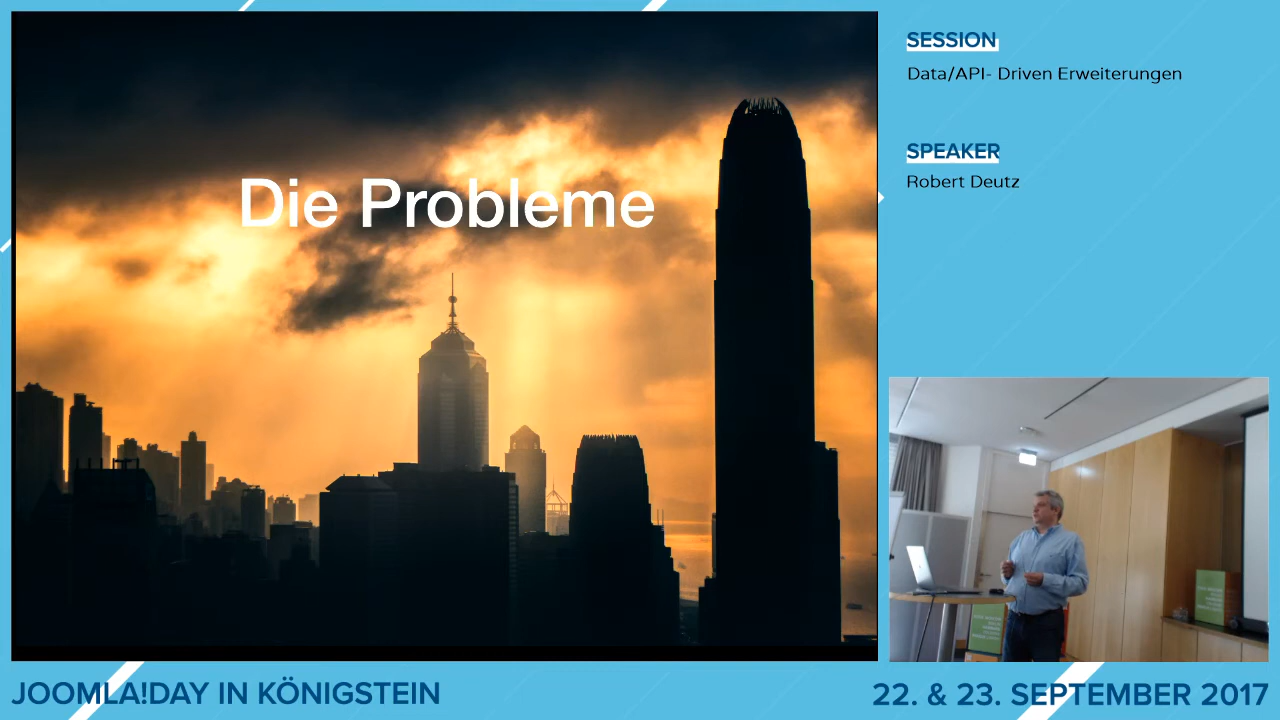 Die Probleme
SESSION
Data/API- Driven Erweiterungen
SPEAKER
Robert Deutz
JOOMLA!DAY IN KÖNIGSTEIN
22. & 23. SEPTEMBER 2017